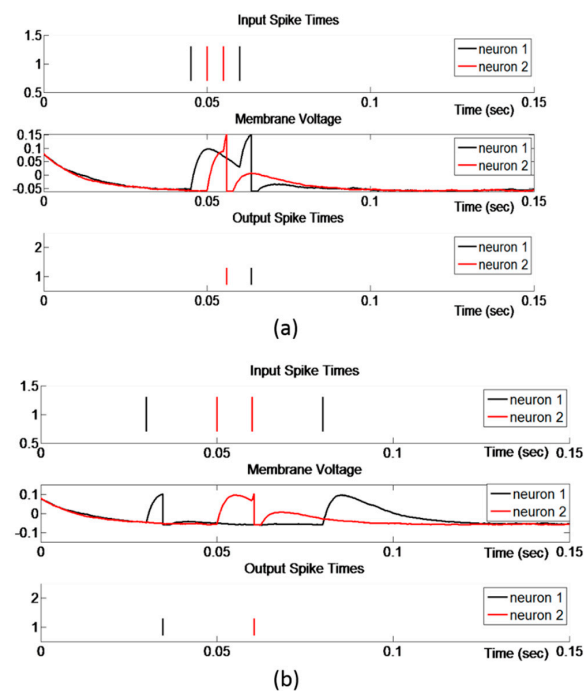 Input Spike Times
1.5
1
0.5
neuron 1
neuron 2
0 0.05 0.1 0.15
Time (sec)
Membrane Voltage
0.15
0.10
0.05
0
-0.05
neuron 1
neuron 2
0 0.05 0.1 0.15
Time (sec)
Output Spike Times
2
1
neuron 1
neuron 2
0 0.05 0.1 0.15
Time (sec)
(a)
Input Spike Times
1.5
1
0.5
neuron 1
neuron 2
0 0.05 0.1 0.15
Time (sec)
Membrane Voltage
0.1
0
-0.1
neuron 1
neuron 2
0 0.05 0.1 0.15
Time (sec)
Output Spike Times
2
1
neuron 1
neuron 2
0 0.05 0.1 0.15
Time (sec)
(b)